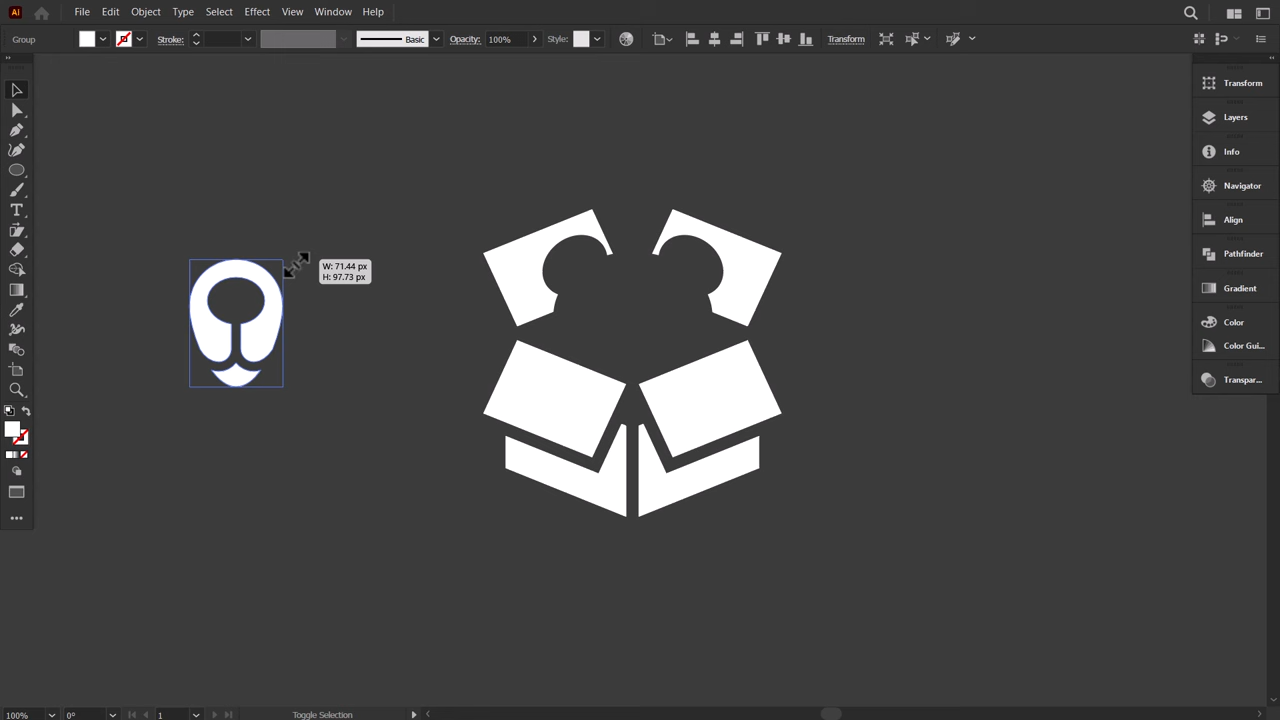 Ai File Edit Object Type Select Effect View Window Help
Group Stroke: Basic Opacity: 100% Style: Transform
Transform
Layers
Info
Navigator
Align
Pathfinder
Gradient
Color
Color Gui...
Transpar...
W: 71.44 px
H: 97.73 px
100% 0° 1 Toggle Selection